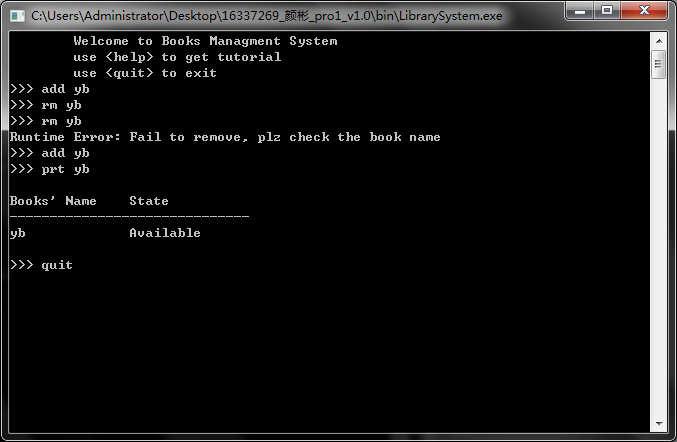 C:\Users\Administrator\Desktop\16337269_颜彬_pro1_v1.0\bin\LibrarySystem.exe
Welcome to Books Managment System
use <help> to get tutorial
use <quit> to exit
>>> add yb
>>> rm yb
>>> rm yb
Runtime Error: Fail to remove, plz check the book name
>>> add yb
>>> prt yb
Books' Name    State
------------------------------
yb             Available
>>> quit